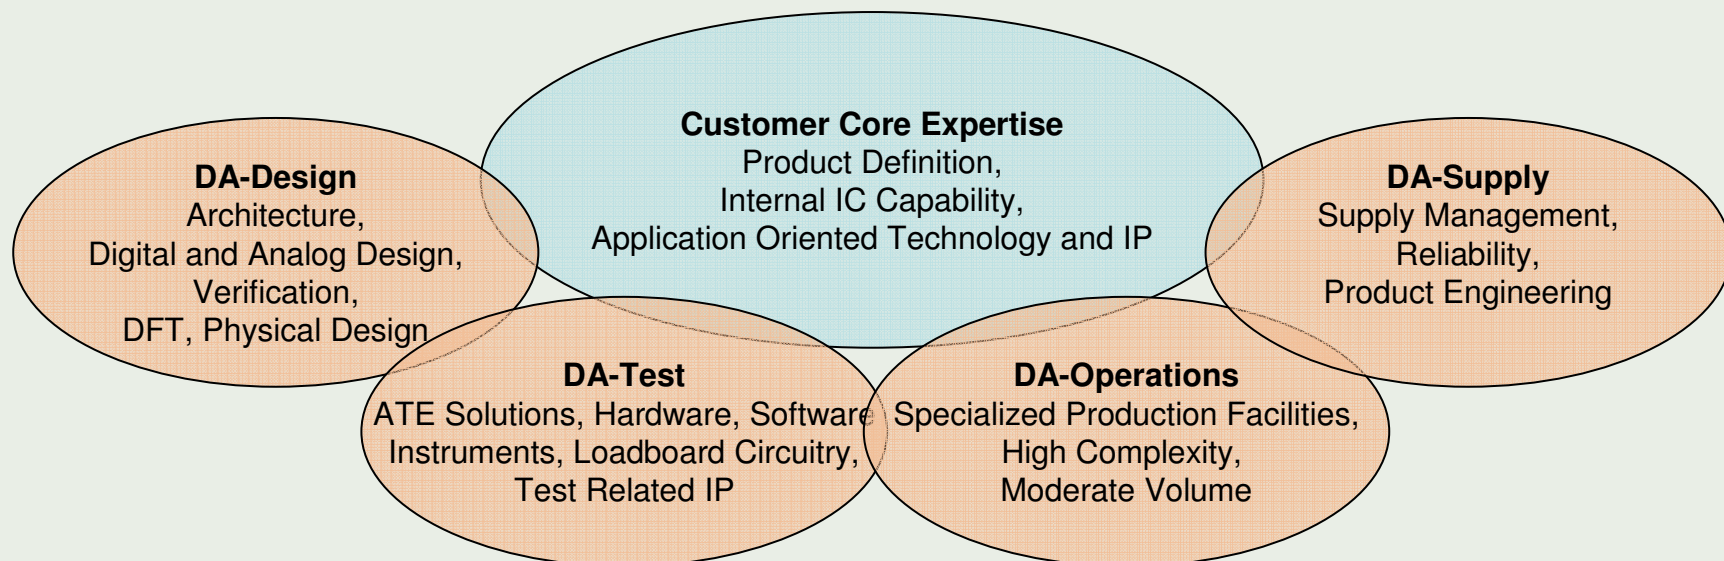 Customer Core Expertise
Product Definition,
Internal IC Capability,
Application Oriented Technology and IP
DA-Design
Architecture,
Digital and Analog Design,
Verification,
DFT, Physical Design
DA-Supply
Supply Management,
Reliability,
Product Engineering
DA-Test
ATE Solutions, Hardware, Software
Instruments, Loadboard Circuitry,
Test Related IP
DA-Operations
Specialized Production Facilities,
High Complexity,
Moderate Volume